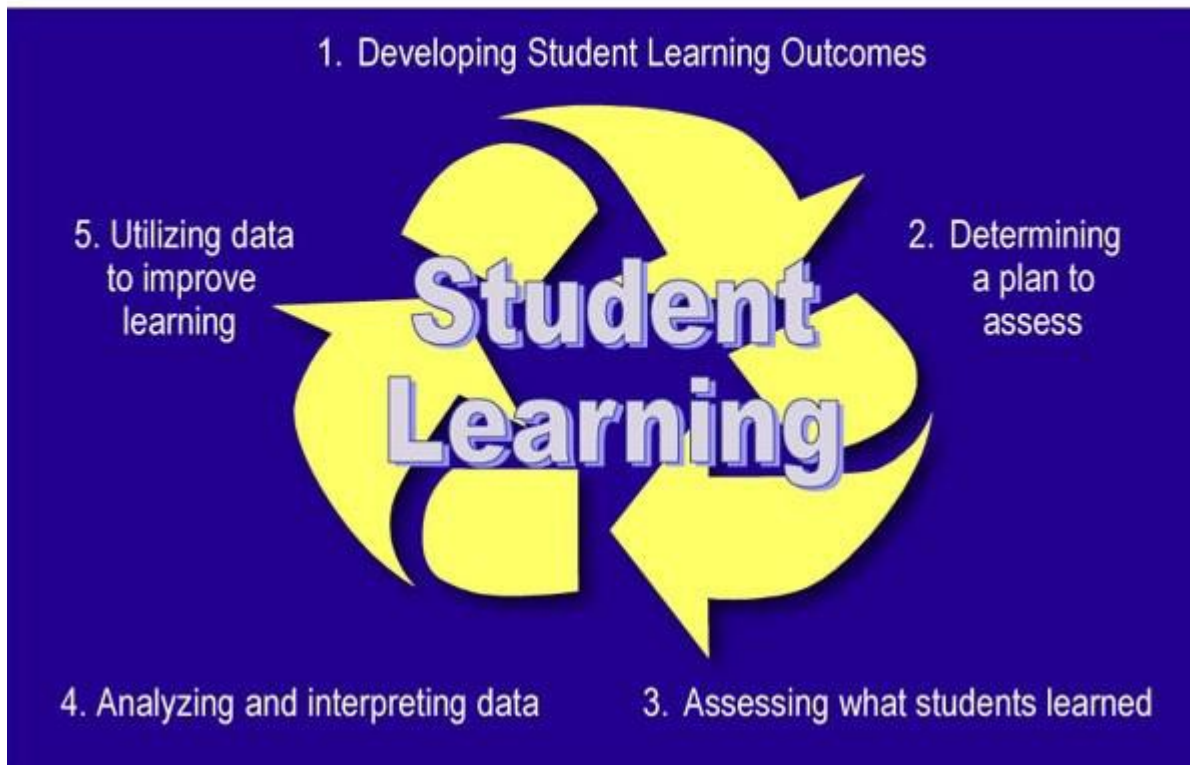 1. Developing Student Learning Outcomes
2. Determining
a plan to
assess
3. Assessing what students learned
4. Analyzing and interpreting data
5. Utilizing data
to improve
learning
Student
Learning